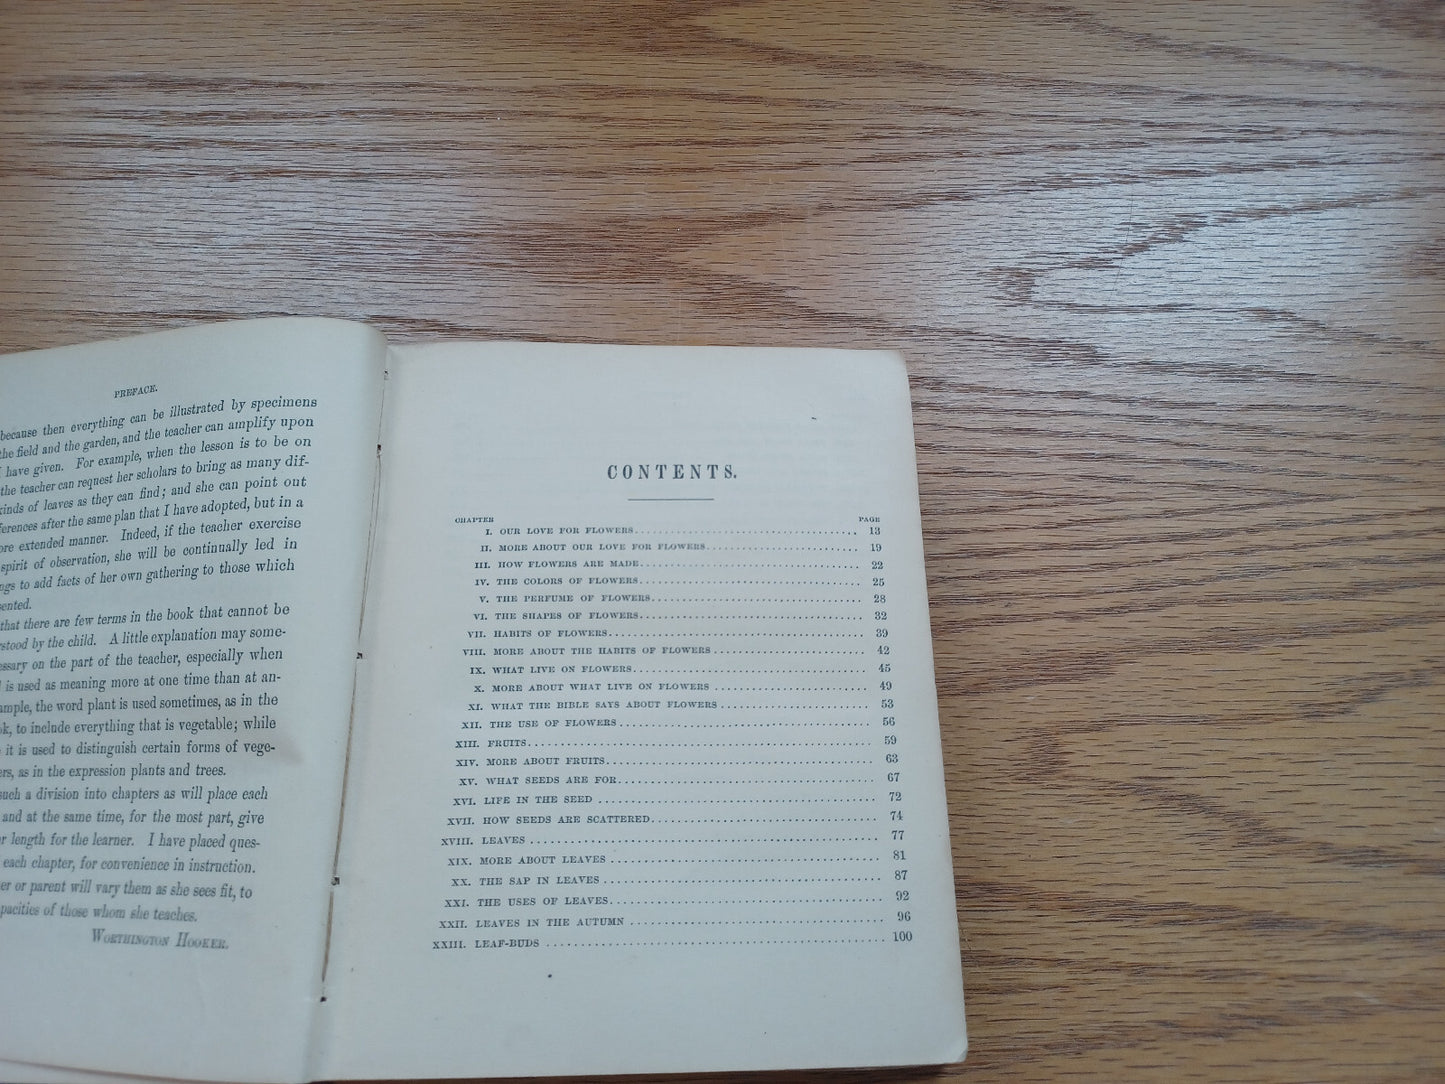 PREFACE.
because then everything can be illustrated by specimens
the field and the garden, and the teacher can amplify upon
I have given. For example, when the lesson is to be on
the teacher can request her scholars to bring as many dif-
kinds of leaves as they can find; and she can point out
ferences after the same plan that I have adopted, but in a
ore extended manner. Indeed, if the teacher exercise
spirit of observation, she will be continually led in
ngs to add facts of her own gathering to those which
sented.
that there are few terms in the book that cannot be
rstood by the child. A little explanation may some-
essary on the part of the teacher, especially when
is used as meaning more at one time than at an-
ample, the word plant is used sometimes, as in the
ok, to include everything that is vegetable; while
it is used to distinguish certain forms of vege-
ers, as in the expression plants and trees.
such a division into chapters as will place each
and at the same time, for the most part, give
r length for the learner. I have placed ques-
each chapter, for convenience in instruction.
er or parent will vary them as she sees fit, to
pacities of those whom she teaches.
WORTHINGTON HOOKER.
CONTENTS.
CHAPTER PAGE
I. OUR LOVE FOR FLOWERS 13
II. MORE ABOUT OUR LOVE FOR FLOWERS 19
III. HOW FLOWERS ARE MADE 22
IV. THE COLORS OF FLOWERS 25
V. THE PERFUME OF FLOWERS 28
VI. THE SHAPES OF FLOWERS 32
VII. HABITS OF FLOWERS 39
VIII. MORE ABOUT THE HABITS OF FLOWERS 42
IX. WHAT LIVE ON FLOWERS 45
X. MORE ABOUT WHAT LIVE ON FLOWERS 49
XI. WHAT THE BIBLE SAYS ABOUT FLOWERS 53
XII. THE USE OF FLOWERS 56
XIII. FRUITS 59
XIV. MORE ABOUT FRUITS 63
XV. WHAT SEEDS ARE FOR 67
XVI. LIFE IN THE SEED 72
XVII. HOW SEEDS ARE SCATTERED 74
XVIII. LEAVES 77
XIX. MORE ABOUT LEAVES 81
XX. THE SAP IN LEAVES 87
XXI. THE USES OF LEAVES 92
XXII. LEAVES IN THE AUTUMN 96
XXIII. LEAF-BUDS 100